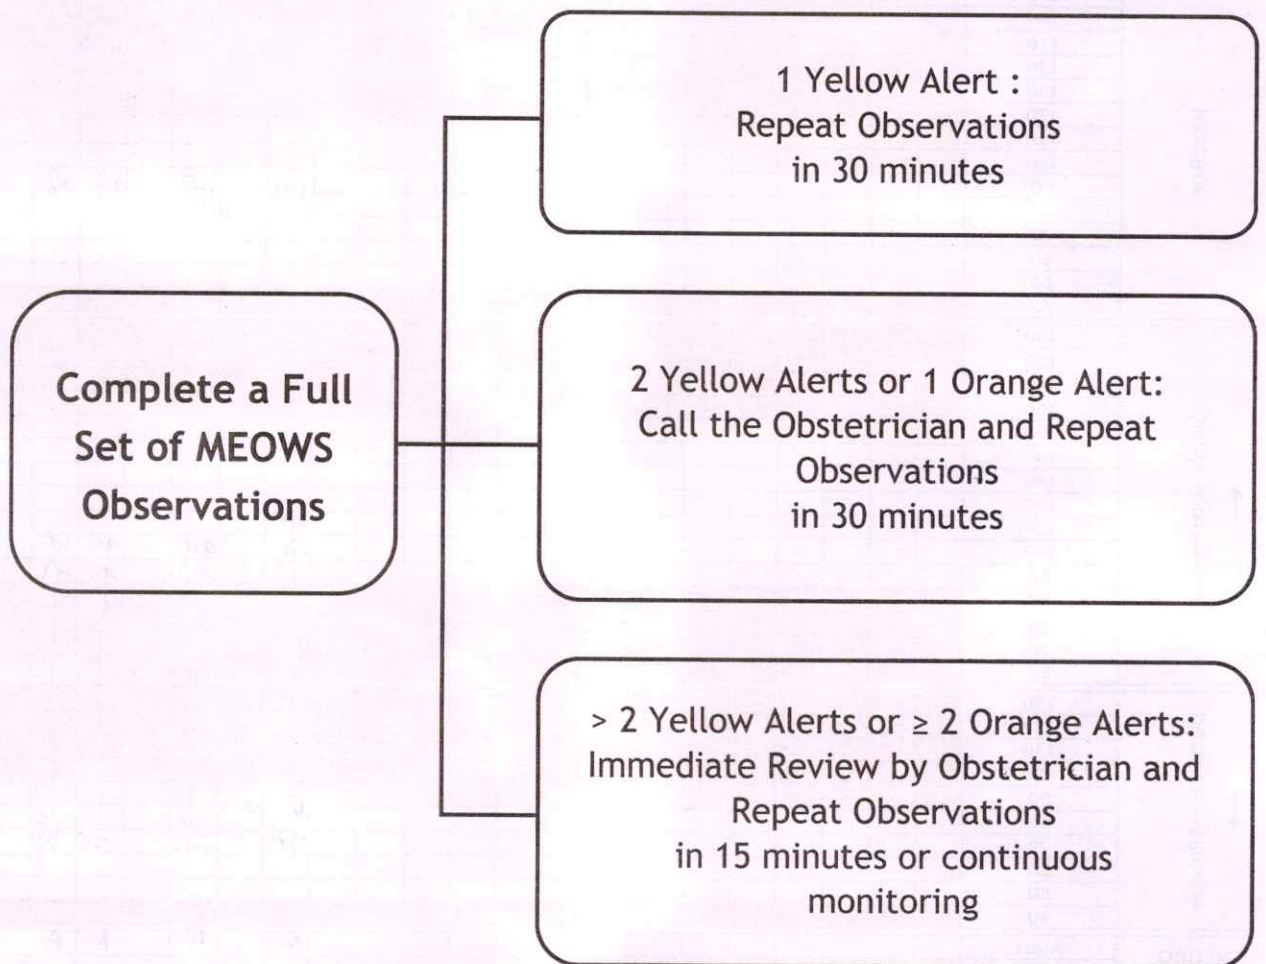 Complete a Full
Set of MEOWS
Observations
1 Yellow Alert :
Repeat Observations
in 30 minutes
2 Yellow Alerts or 1 Orange Alert:
Call the Obstetrician and Repeat
Observations
in 30 minutes
> 2 Yellow Alerts or ≥ 2 Orange Alerts:
Immediate Review by Obstetrician and
Repeat Observations
in 15 minutes or continuous
monitoring